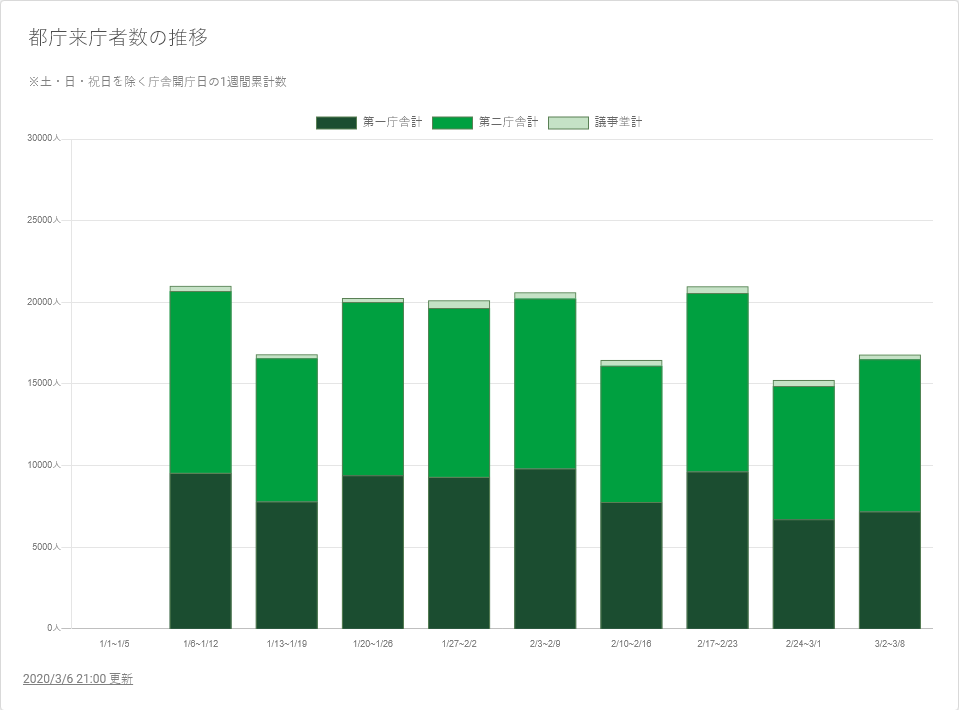 都庁来庁者数の推移
※土・日・祝日を除く庁舎開庁日の1週間累計数
第一庁舎計 第二庁舎計 議事堂計
30000人
25000人
20000人
15000人
10000人
5000人
0人
1/1~1/5 1/6~1/12 1/13~1/19 1/20~1/26 1/27~2/2 2/3~2/9 2/10~2/16 2/17~2/23 2/24~3/1 3/2~3/8
2020/3/6 21:00 更新